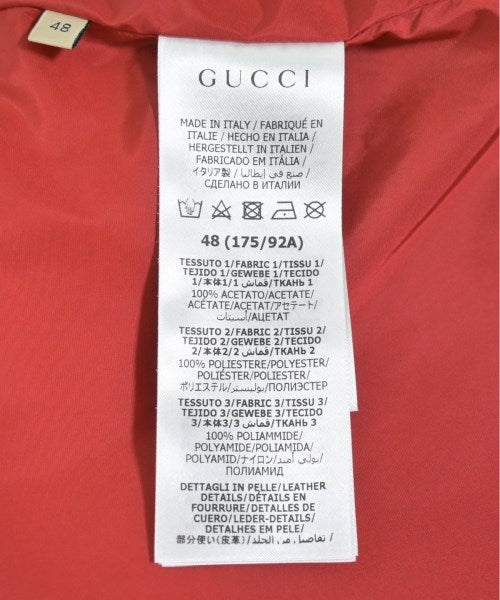 48
GUCCI
MADE IN ITALY / FABRIQUÉ EN
ITALIE / HECHO EN ITALIA /
HERGESTELLT IN ITALIEN /
FABRICADO EM ITÁLIA /
イタリア製 / صنع في إيطاليا /
СДЕЛАНО В ИТАЛИИ
48 (175/92A)
TESSUTO 1/FABRIC 1/TISSU 1/
TEJIDO 1/GEWEBE 1/TECIDO
1/本体1/قماش 1/ТКАНЬ 1
100% ACETATO/ACETATE/
ACÉTATE/ACETAT/アセテート/
أسيتات/АЦЕТАТ
TESSUTO 2/FABRIC 2/TISSU 2/
TEJIDO 2/GEWEBE 2/TECIDO
2/本体2/قماش 2/ТКАНЬ 2
100% POLIESTERE/POLYESTER/
POLIÉSTER/POLYESTER/
ポリエステル/بوليستر/ПОЛИЭСТЕР
TESSUTO 3/FABRIC 3/TISSU 3/
TEJIDO 3/GEWEBE 3/TECIDO
3/本体3/قماش 3/ТКАНЬ 3
100% POLIAMMIDE/
POLYAMIDE/POLIAMIDA/
POLYAMID/ナイロン/بولي أميد/
ПОЛИАМИД
DETTAGLI IN PELLE/LEATHER
DETAILS/DÉTAILS EN
FOURRURE/DETALLES DE
CUERO/LEDER-DETAILS/
DETALHES EM PELE/
部分使い(皮革)/تفاصيل من الجلد/